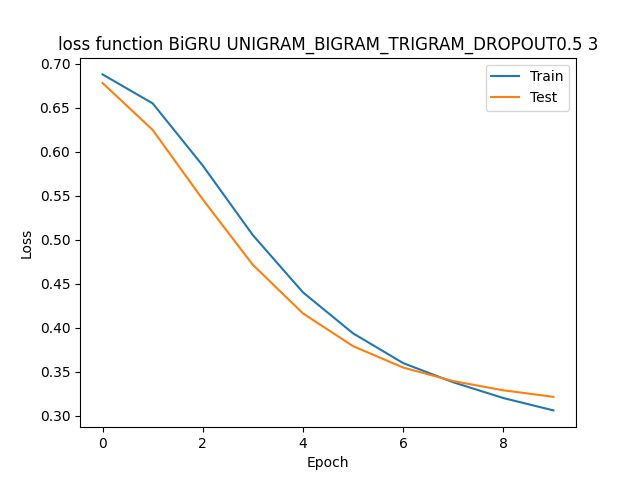 loss function BiGRU UNIGRAM_BIGRAM_TRIGRAM_DROPOUT0.5 3
Train
Test
0.70
0.65
0.60
0.55
0.50
0.45
0.40
0.35
0.30
Loss
0 2 4 6 8
Epoch